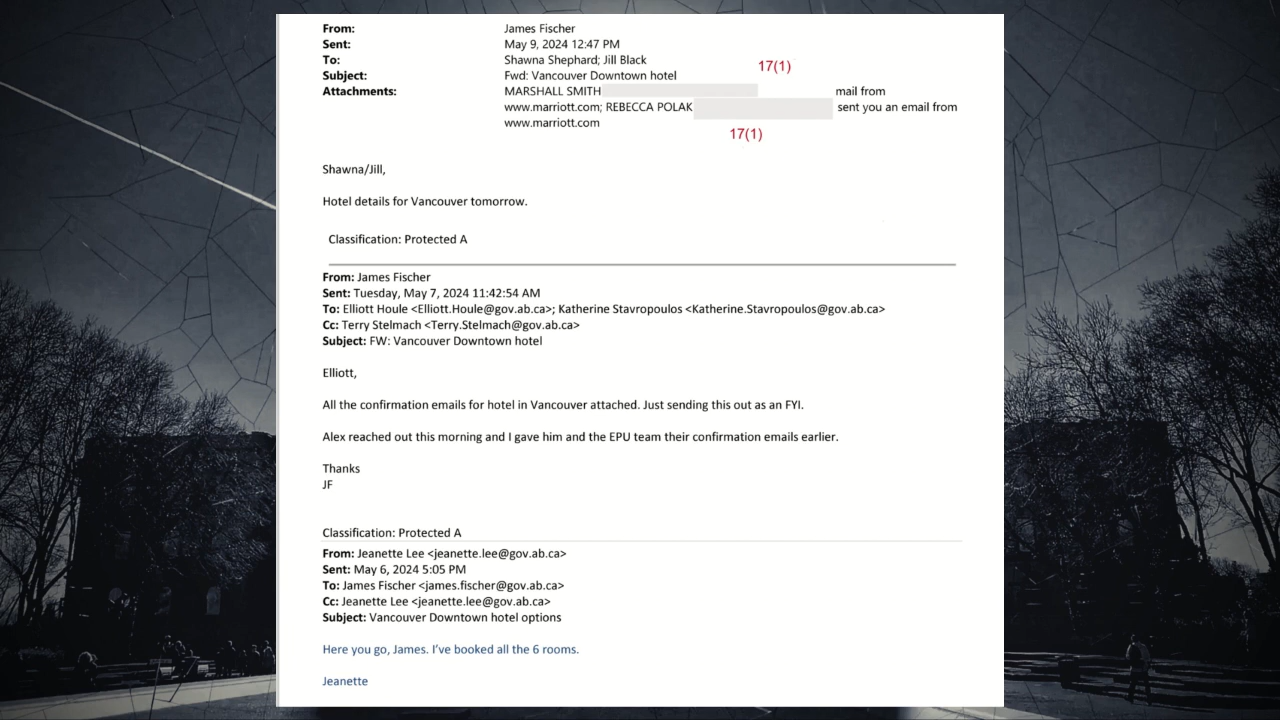 From: James Fischer
Sent: May 9, 2024 12:47 PM
To: Shawna Shephard; Jill Black
17(1)
Subject: Fwd: Vancouver Downtown hotel
Attachments: MARSHALL SMITH mail from
www.marriott.com; REBECCA POLAK sent you an email from
www.marriott.com
17(1)
Shawna/Jill,
Hotel details for Vancouver tomorrow.
Classification: Protected A
From: James Fischer
Sent: Tuesday, May 7, 2024 11:42:54 AM
To: Elliott Houle <Elliott.Houle@gov.ab.ca>; Katherine Stavropoulos <Katherine.Stavropoulos@gov.ab.ca>
Cc: Terry Stelmach <Terry.Stelmach@gov.ab.ca>
Subject: FW: Vancouver Downtown hotel
Elliott,
All the confirmation emails for hotel in Vancouver attached. Just sending this out as an FYI.
Alex reached out this morning and I gave him and the EPU team their confirmation emails earlier.
Thanks
JF
Classification: Protected A
From: Jeanette Lee <jeanette.lee@gov.ab.ca>
Sent: May 6, 2024 5:05 PM
To: James Fischer <james.fischer@gov.ab.ca>
Cc: Jeanette Lee <jeanette.lee@gov.ab.ca>
Subject: Vancouver Downtown hotel options
Here you go, James. I've booked all the 6 rooms.
Jeanette